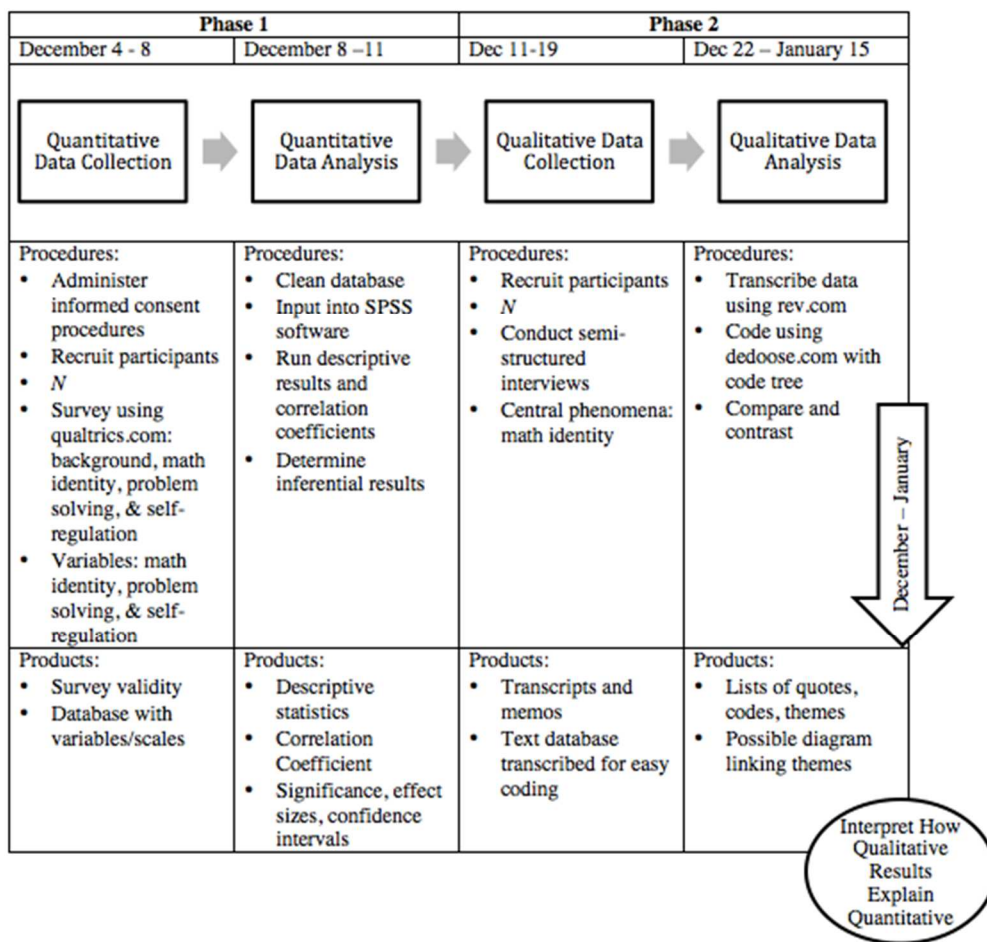 Phase 1
Phase 2
December 4 - 8
December 8 –11
Dec 11-19
Dec 22 – January 15
Quantitative
Data Collection
Quantitative
Data Analysis
Qualitative Data
Collection
Qualitative Data
Analysis
Procedures:
• Administer
informed consent
procedures
• Recruit participants
• N
• Survey using
qualtrics.com:
background, math
identity, problem
solving, & self-
regulation
• Variables: math
identity, problem
solving, & self-
regulation
Procedures:
• Clean database
• Input into SPSS
software
• Run descriptive
results and
correlation
coefficients
• Determine
inferential results
Procedures:
• Recruit participants
• N
• Conduct semi-
structured
interviews
• Central phenomena:
math identity
Procedures:
• Transcribe data
using rev.com
• Code using
dedoose.com with
code tree
• Compare and
contrast
December – January
Products:
• Survey validity
• Database with
variables/scales
Products:
• Descriptive
statistics
• Correlation
Coefficient
• Significance, effect
sizes, confidence
intervals
Products:
• Transcripts and
memos
• Text database
transcribed for easy
coding
Products:
• Lists of quotes,
codes, themes
• Possible diagram
linking themes
Interpret How
Qualitative
Results
Explain
Quantitative